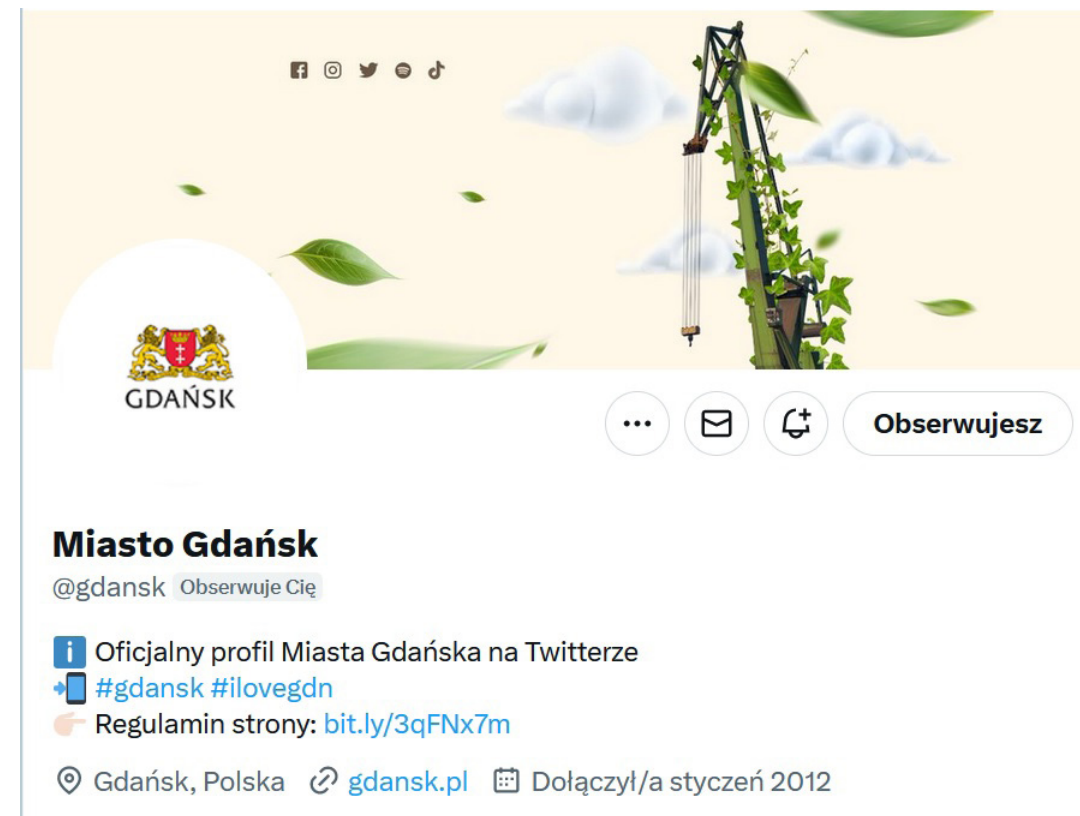 GDAŃSK
Obserwujesz
Miasto Gdańsk
@gdansk Obserwuje Cię
Oficjalny profil Miasta Gdańska na Twitterze
#gdansk #ilovegdn
Regulamin strony: bit.ly/3qFNx7m
Gdańsk, Polska gdansk.pl Dołączył/a styczeń 2012